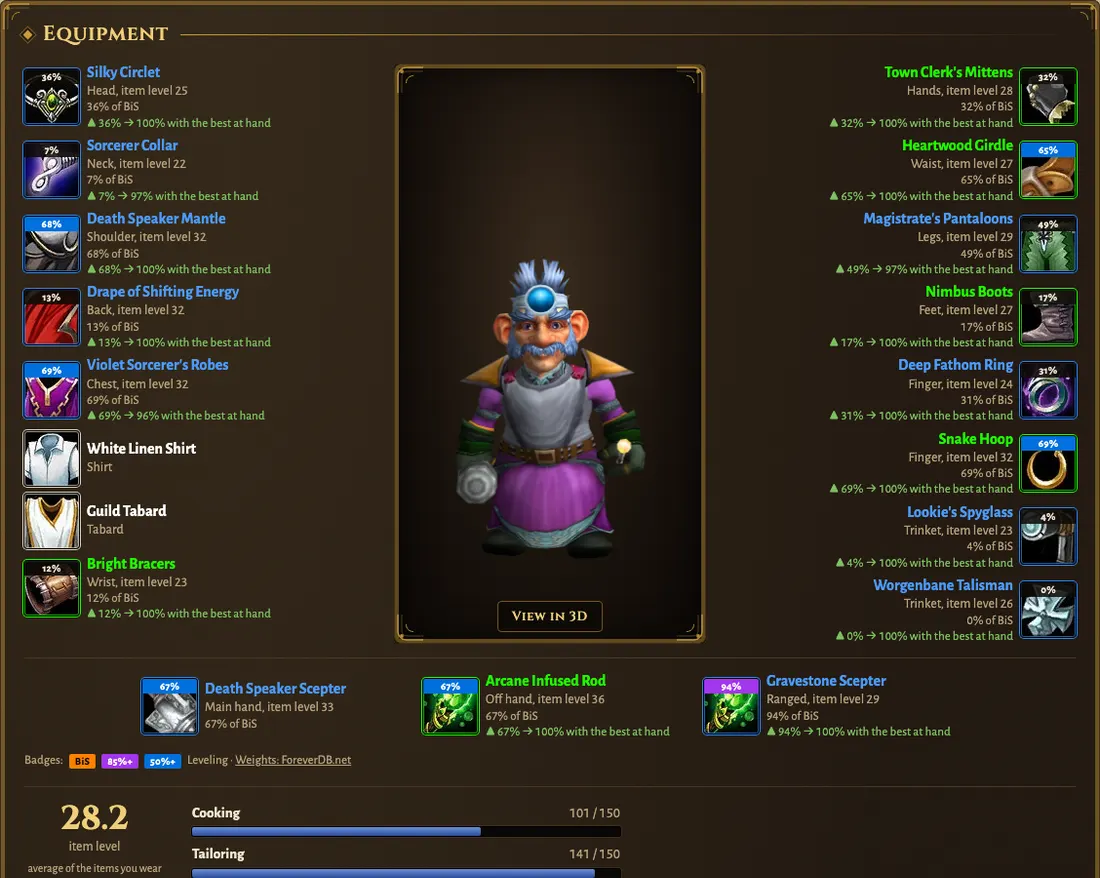 Equipment
36%
Silky Circlet
Head, item level 25
36% of BiS
▲ 36% → 100% with the best at hand
7%
Sorcerer Collar
Neck, item level 22
7% of BiS
▲ 7% → 97% with the best at hand
68%
Death Speaker Mantle
Shoulder, item level 32
68% of BiS
▲ 68% → 100% with the best at hand
13%
Drape of Shifting Energy
Back, item level 32
13% of BiS
▲ 13% → 100% with the best at hand
69%
Violet Sorcerer's Robes
Chest, item level 32
69% of BiS
▲ 69% → 96% with the best at hand
White Linen Shirt
Shirt
Guild Tabard
Tabard
12%
Bright Bracers
Wrist, item level 23
12% of BiS
▲ 12% → 100% with the best at hand
View in 3D
Town Clerk's Mittens
32%
Hands, item level 28
32% of BiS
▲ 32% → 100% with the best at hand
Heartwood Girdle
65%
Waist, item level 27
65% of BiS
▲ 65% → 100% with the best at hand
Magistrate's Pantaloons
49%
Legs, item level 29
49% of BiS
▲ 49% → 97% with the best at hand
Nimbus Boots
17%
Feet, item level 27
17% of BiS
▲ 17% → 100% with the best at hand
Deep Fathom Ring
31%
Finger, item level 24
31% of BiS
▲ 31% → 100% with the best at hand
Snake Hoop
69%
Finger, item level 32
69% of BiS
▲ 69% → 100% with the best at hand
Lookie's Spyglass
4%
Trinket, item level 23
4% of BiS
▲ 4% → 100% with the best at hand
Worgenbane Talisman
0%
Trinket, item level 26
0% of BiS
▲ 0% → 100% with the best at hand
67%
Death Speaker Scepter
Main hand, item level 33
67% of BiS
67%
Arcane Infused Rod
Off hand, item level 36
67% of BiS
▲ 67% → 100% with the best at hand
94%
Gravestone Scepter
Ranged, item level 29
94% of BiS
▲ 94% → 100% with the best at hand
Badges: BiS 85%+ 50%+ Leveling · Weights: ForeverDB.net
28.2
item level
average of the items you wear
Cooking 101 / 150
Tailoring 141 / 150